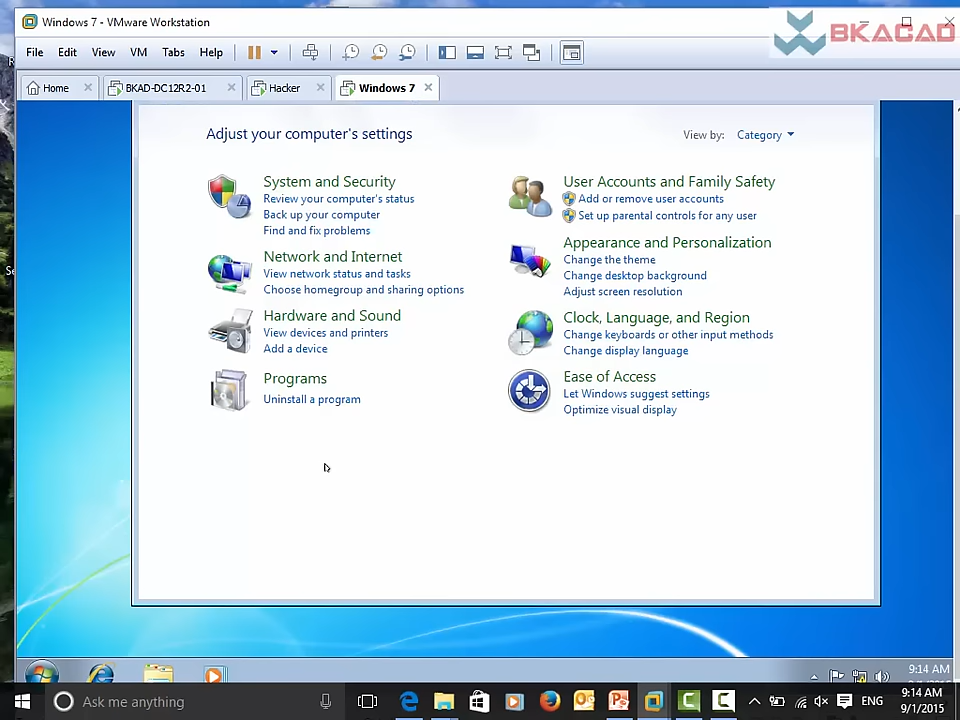 Windows 7 - VMware Workstation
File Edit View VM Tabs Help
BKACAD
Home BKAD-DC12R2-01 Hacker Windows 7
Adjust your computer's settings
View by: Category
System and Security
Review your computer's status
Back up your computer
Find and fix problems
Network and Internet
View network status and tasks
Choose homegroup and sharing options
Hardware and Sound
View devices and printers
Add a device
Programs
Uninstall a program
User Accounts and Family Safety
Add or remove user accounts
Set up parental controls for any user
Appearance and Personalization
Change the theme
Change desktop background
Adjust screen resolution
Clock, Language, and Region
Change keyboards or other input methods
Change display language
Ease of Access
Let Windows suggest settings
Optimize visual display
9:14 AM
Ask me anything
ENG
9:14 AM
9/1/2015